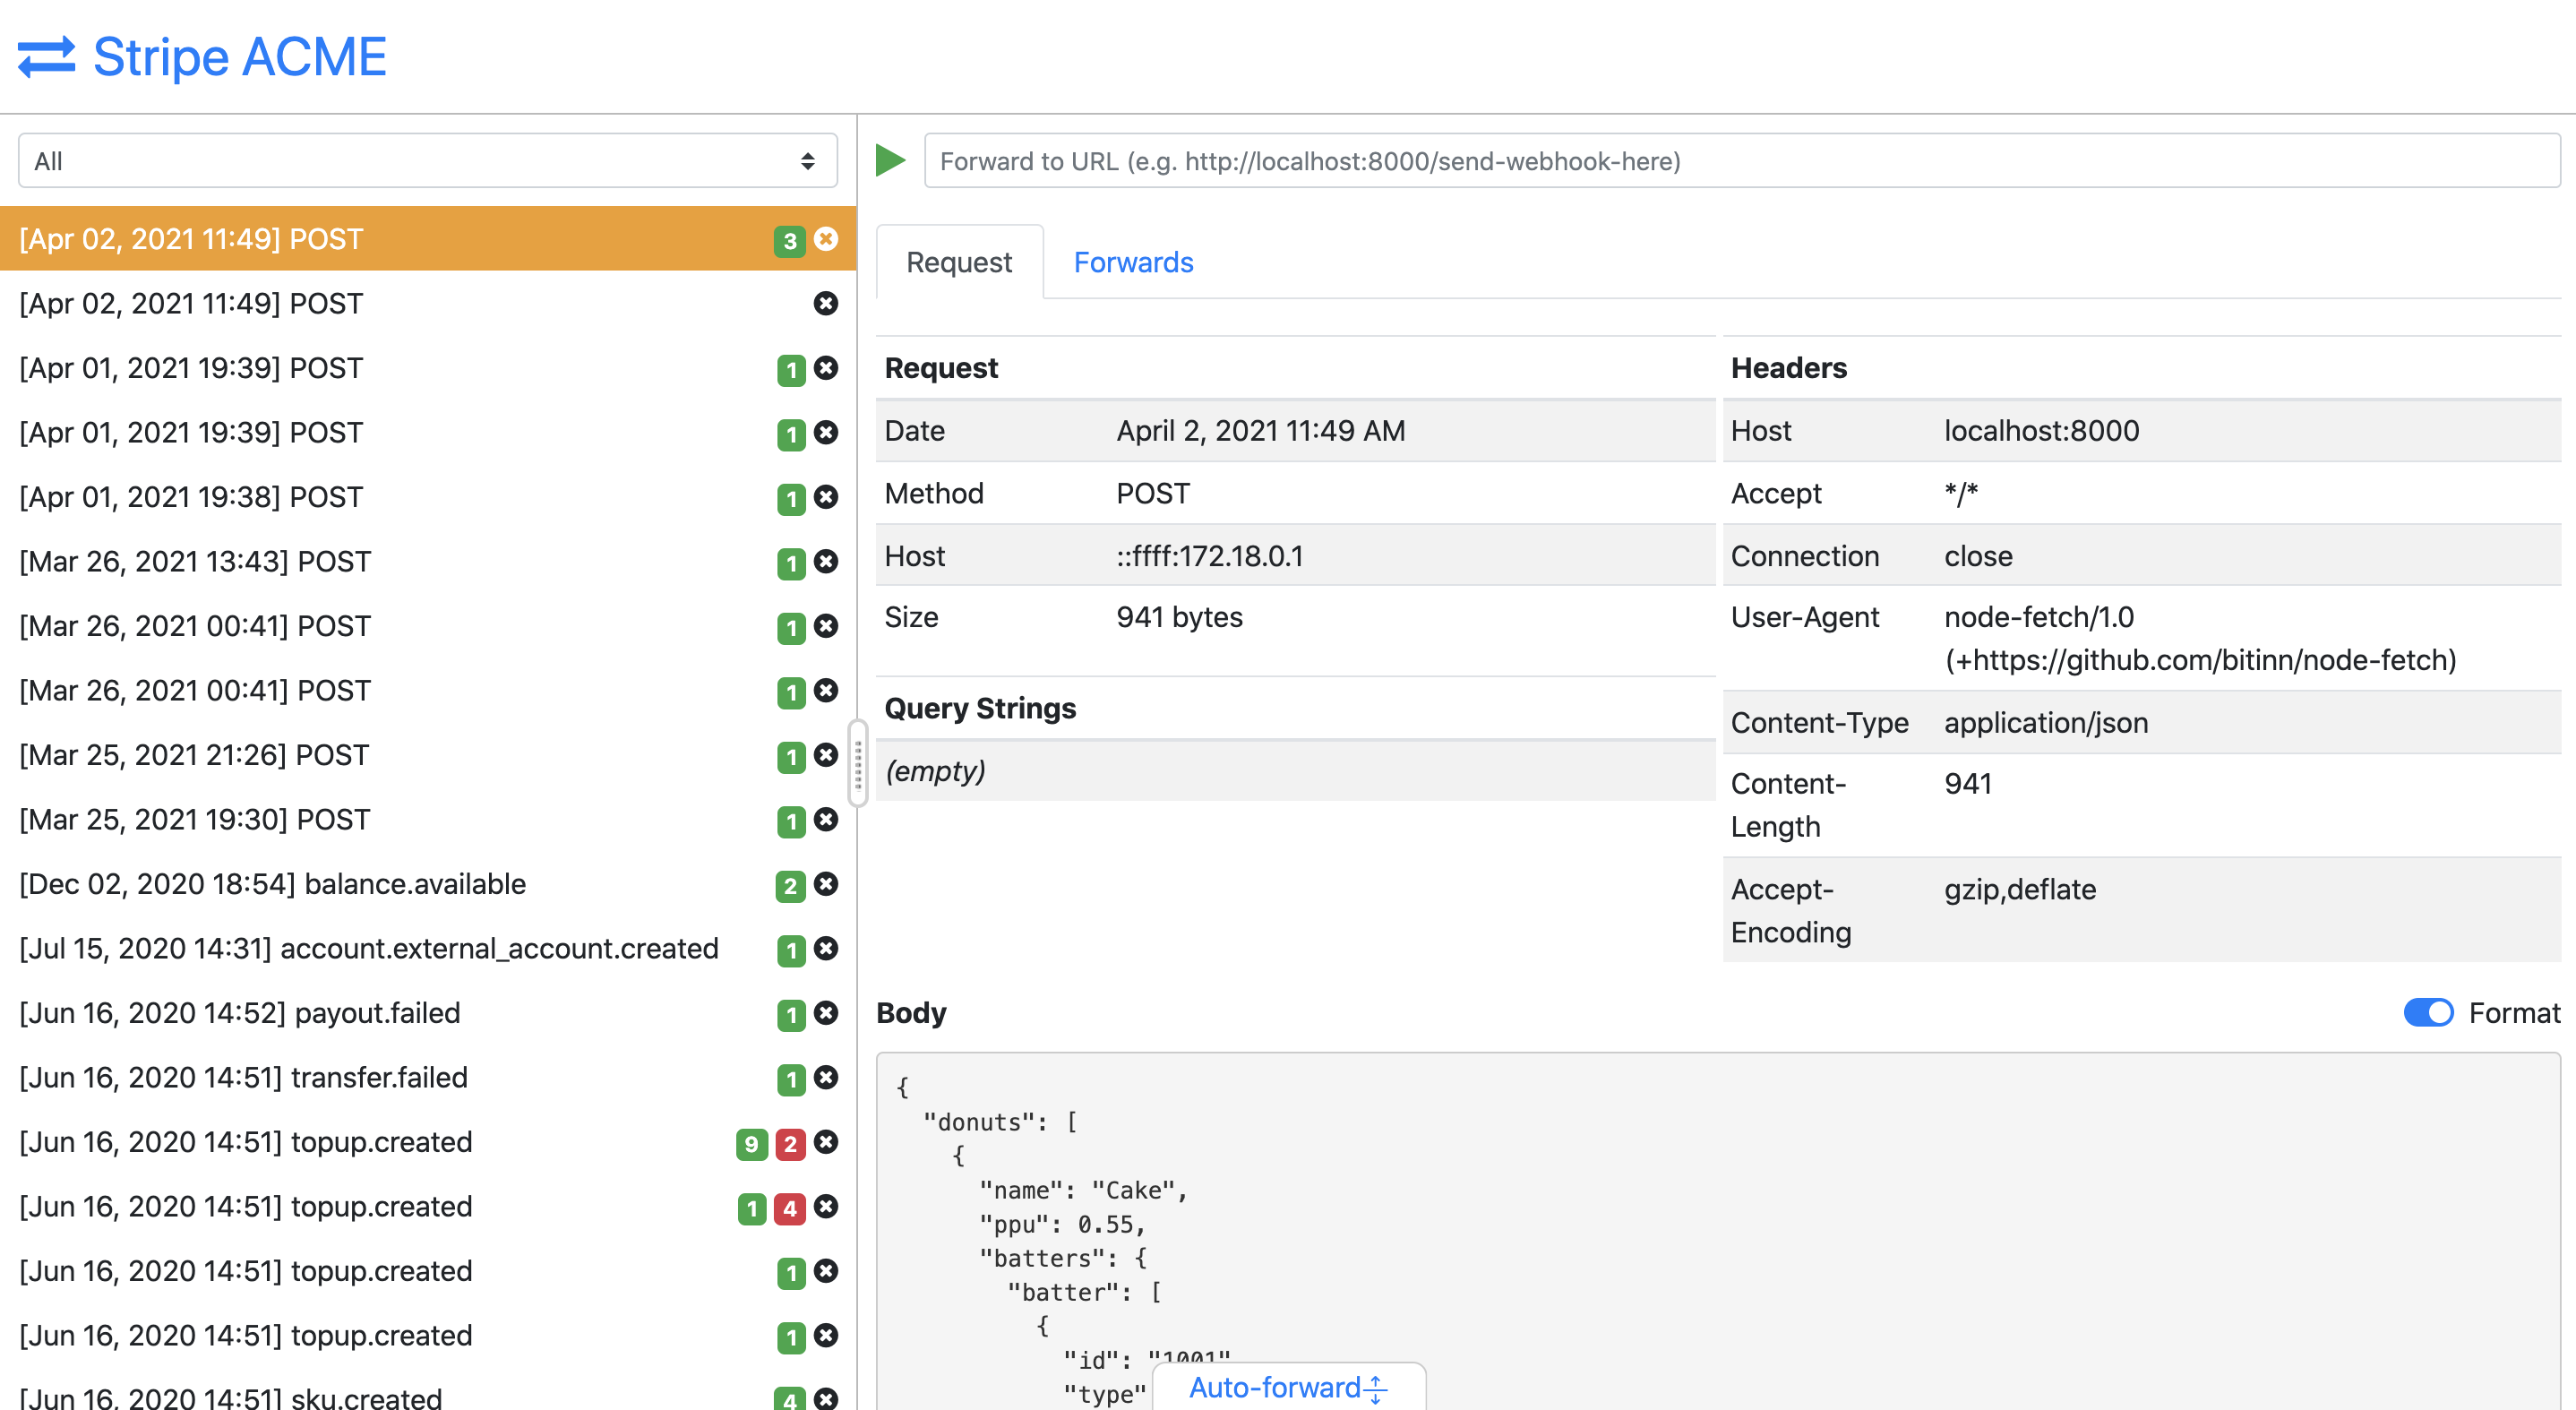 Stripe ACME
All
[Apr 02, 2021 11:49] POST 3
[Apr 02, 2021 11:49] POST
[Apr 01, 2021 19:39] POST 1
[Apr 01, 2021 19:39] POST 1
[Apr 01, 2021 19:38] POST 1
[Mar 26, 2021 13:43] POST 1
[Mar 26, 2021 00:41] POST 1
[Mar 26, 2021 00:41] POST 1
[Mar 25, 2021 21:26] POST 1
[Mar 25, 2021 19:30] POST 1
[Dec 02, 2020 18:54] balance.available 2
[Jul 15, 2020 14:31] account.external_account.created 1
[Jun 16, 2020 14:52] payout.failed 1
[Jun 16, 2020 14:51] transfer.failed 1
[Jun 16, 2020 14:51] topup.created 9 2
[Jun 16, 2020 14:51] topup.created 1 4
[Jun 16, 2020 14:51] topup.created 1
[Jun 16, 2020 14:51] topup.created 1
[Jun 16, 2020 14:51] sku.created 4
Forward to URL (e.g. http://localhost:8000/send-webhook-here)
Request Forwards
Request
Date April 2, 2021 11:49 AM
Method POST
Host ::ffff:172.18.0.1
Size 941 bytes
Query Strings
(empty)
Headers
Host localhost:8000
Accept */*
Connection close
User-Agent node-fetch/1.0
(+https://github.com/bitinn/node-fetch)
Content-Type application/json
Content- 941
Length
Accept- gzip,deflate
Encoding
Body Format
{
"donuts": [
{
"name": "Cake",
"ppu": 0.55,
"batters": {
"batter": [
{
"id": "1001"
"type"
Auto-forward